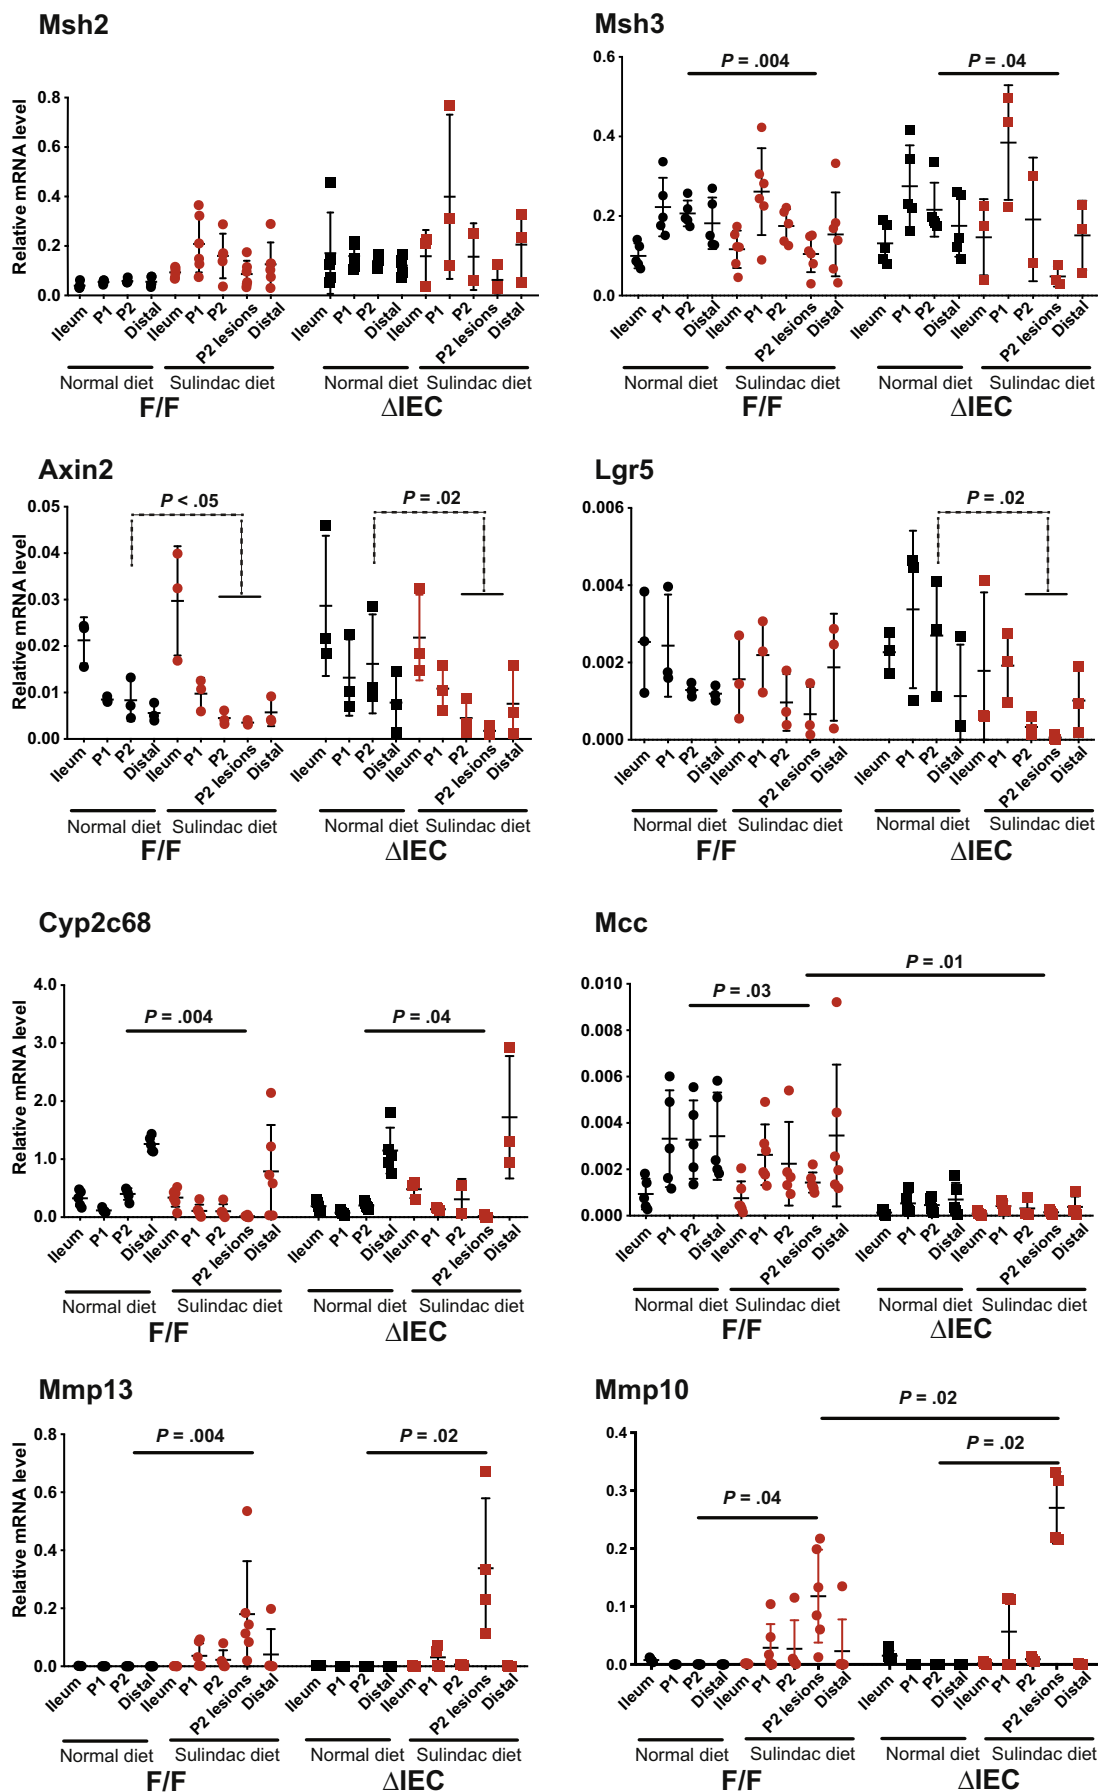 Msh2
Relative mRNA level
0.8
0.6
0.4
0.2
0.0
Ileum P1 P2 Distal Ileum P1 P2 P2 lesions Distal Ileum P1 P2 Distal Ileum P1 P2 P2 lesions Distal
Normal diet Sulindac diet Normal diet Sulindac diet
F/F ΔIEC
Msh3
P = .004 P = .04
0.6
0.4
0.2
0.0
Ileum P1 P2 Distal Ileum P1 P2 P2 lesions Distal Ileum P1 P2 Distal Ileum P1 P2 P2 lesions Distal
Normal diet Sulindac diet Normal diet Sulindac diet
F/F ΔIEC
Axin2
P < .05 P = .02
Relative mRNA level
0.05
0.04
0.03
0.02
0.01
0.00
Ileum P1 P2 Distal Ileum P1 P2 P2 lesions Distal Ileum P1 P2 Distal Ileum P1 P2 P2 lesions Distal
Normal diet Sulindac diet Normal diet Sulindac diet
F/F ΔIEC
Lgr5
P = .02
0.006
0.004
0.002
0.000
Ileum P1 P2 Distal Ileum P1 P2 P2 lesions Distal Ileum P1 P2 Distal Ileum P1 P2 P2 lesions Distal
Normal diet Sulindac diet Normal diet Sulindac diet
F/F ΔIEC
Cyp2c68
P = .004 P = .04
Relative mRNA level
4.0
3.0
2.0
1.0
0.0
Ileum P1 P2 Distal Ileum P1 P2 P2 lesions Distal Ileum P1 P2 Distal Ileum P1 P2 P2 lesions Distal
Normal diet Sulindac diet Normal diet Sulindac diet
F/F ΔIEC
Mcc
P = .01
P = .03
0.010
0.008
0.006
0.004
0.002
0.000
Ileum P1 P2 Distal Ileum P1 P2 P2 lesions Distal Ileum P1 P2 Distal Ileum P1 P2 P2 lesions Distal
Normal diet Sulindac diet Normal diet Sulindac diet
F/F ΔIEC
Mmp13
P = .004 P = .02
Relative mRNA level
0.8
0.6
0.4
0.2
0.0
Ileum P1 P2 Distal Ileum P1 P2 P2 lesions Distal Ileum P1 P2 Distal Ileum P1 P2 P2 lesions Distal
Normal diet Sulindac diet Normal diet Sulindac diet
F/F ΔIEC
Mmp10
P = .02
P = .02
P = .04
0.4
0.3
0.2
0.1
0.0
Ileum P1 P2 Distal Ileum P1 P2 P2 lesions Distal Ileum P1 P2 Distal Ileum P1 P2 P2 lesions Distal
Normal diet Sulindac diet Normal diet Sulindac diet
F/F ΔIEC